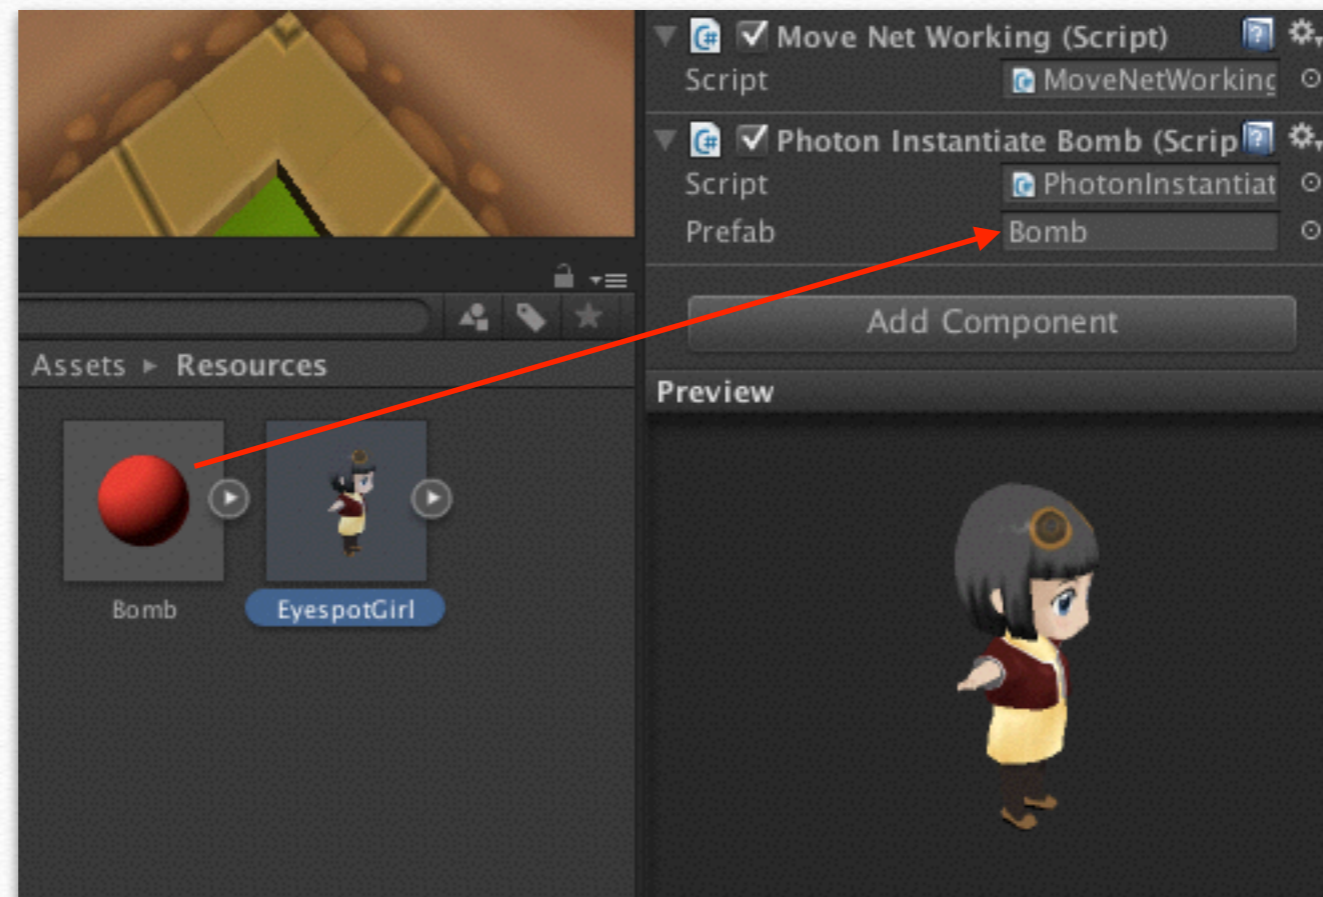 Move Net Working (Script)
Script MoveNetWorking
Photon Instantiate Bomb (Scrip
Script PhotonInstantiat
Prefab Bomb
Add Component
Assets ▸ Resources
Preview
Bomb EyespotGirl